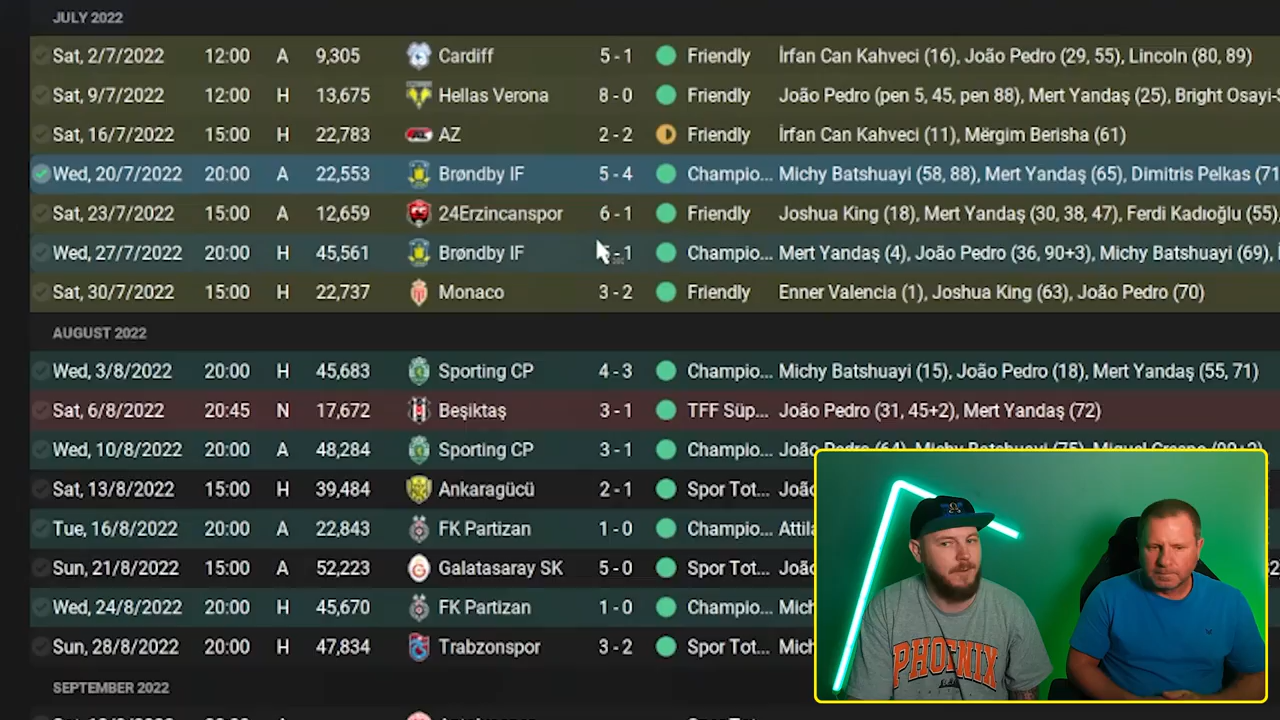 JULY 2022
Sat, 2/7/2022 12:00 A 9,305 Cardiff 5 - 1 Friendly İrfan Can Kahveci (16), João Pedro (29, 55), Lincoln (80, 89)
Sat, 9/7/2022 12:00 H 13,675 Hellas Verona 8 - 0 Friendly João Pedro (pen 5, 45, pen 88), Mert Yandaş (25), Bright Osayi-S
Sat, 16/7/2022 15:00 H 22,783 AZ 2 - 2 Friendly İrfan Can Kahveci (11), Mërgim Berisha (61)
Wed, 20/7/2022 20:00 A 22,553 Brøndby IF 5 - 4 Champio... Michy Batshuayi (58, 88), Mert Yandaş (65), Dimitris Pelkas (71
Sat, 23/7/2022 15:00 A 12,659 24Erzincanspor 6 - 1 Friendly Joshua King (18), Mert Yandaş (30, 38, 47), Ferdi Kadıoğlu (55),
Wed, 27/7/2022 20:00 H 45,561 Brøndby IF - 1 Champio... Mert Yandaş (4), João Pedro (36, 90+3), Michy Batshuayi (69),
Sat, 30/7/2022 15:00 H 22,737 Monaco 3 - 2 Friendly Enner Valencia (1), Joshua King (63), João Pedro (70)
AUGUST 2022
Wed, 3/8/2022 20:00 H 45,683 Sporting CP 4 - 3 Champio... Michy Batshuayi (15), João Pedro (18), Mert Yandaş (55, 71)
Sat, 6/8/2022 20:45 N 17,672 Beşiktaş 3 - 1 TFF Süp... João Pedro (31, 45+2), Mert Yandaş (72)
Wed, 10/8/2022 20:00 A 48,284 Sporting CP 3 - 1 Champio... João Pedro (64), Michy Batshuayi (75), Miguel Crespo (90+2)
Sat, 13/8/2022 15:00 H 39,484 Ankaragücü 2 - 1 Spor Tot... Joã
Tue, 16/8/2022 20:00 A 22,843 FK Partizan 1 - 0 Champio... Attila
Sun, 21/8/2022 15:00 A 52,223 Galatasaray SK 5 - 0 Spor Tot... Joã
Wed, 24/8/2022 20:00 H 45,670 FK Partizan 1 - 0 Champio... Mich
Sun, 28/8/2022 20:00 H 47,834 Trabzonspor 3 - 2 Spor Tot... Mich
SEPTEMBER 2022
PHOENIX